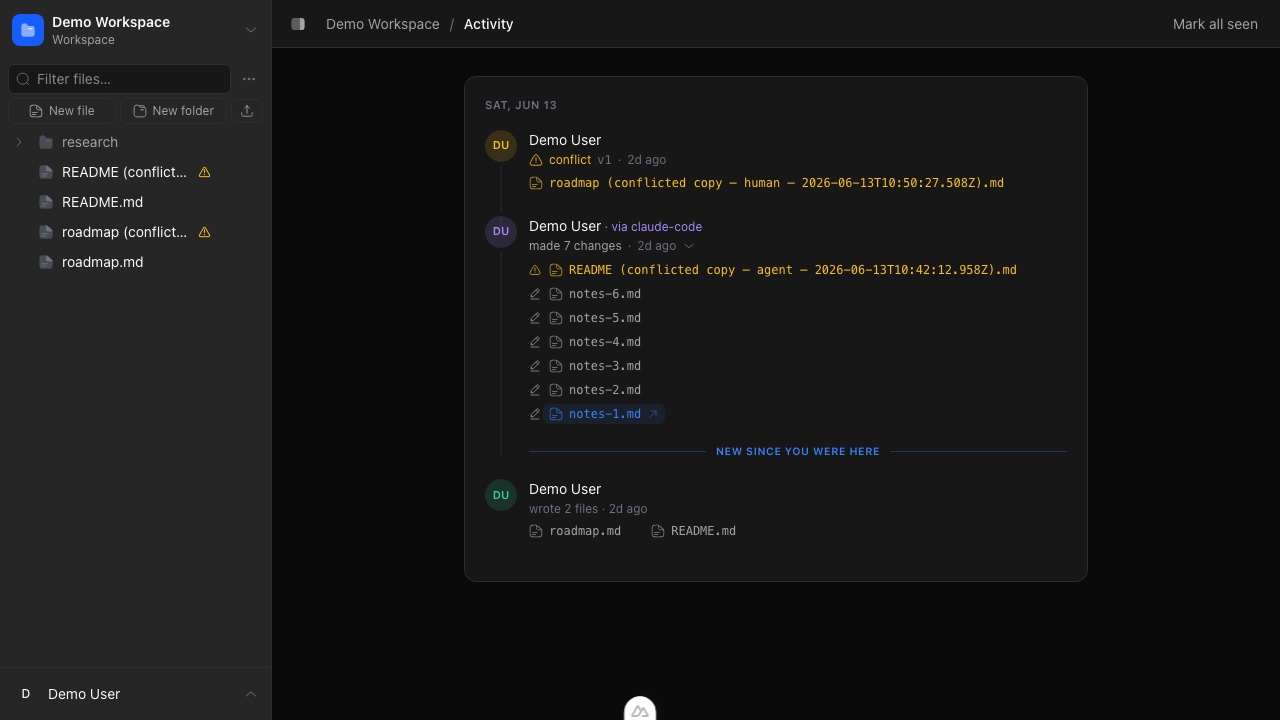 Demo Workspace
Workspace
Filter files...
New file
New folder
research
README (conflict...
README.md
roadmap (conflict...
roadmap.md
D
Demo User
Demo Workspace / Activity
Mark all seen
SAT, JUN 13
DU
Demo User
conflict v1 · 2d ago
roadmap (conflicted copy — human — 2026-06-13T10:50:27.508Z).md
DU
Demo User · via claude-code
made 7 changes · 2d ago
README (conflicted copy — agent — 2026-06-13T10:42:12.958Z).md
notes-6.md
notes-5.md
notes-4.md
notes-3.md
notes-2.md
notes-1.md
NEW SINCE YOU WERE HERE
DU
Demo User
wrote 2 files · 2d ago
roadmap.md README.md